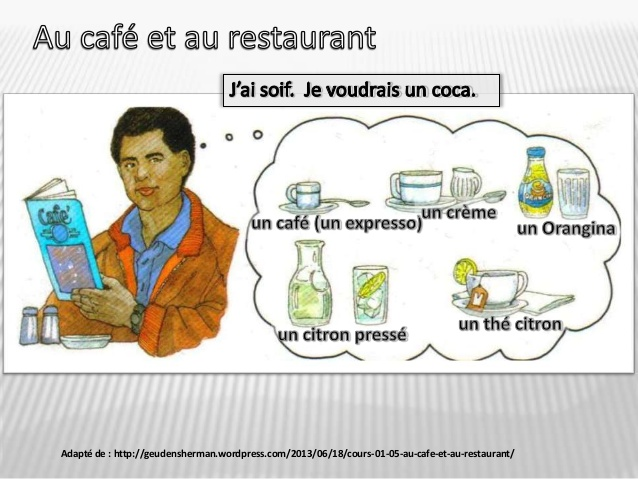 Au café et au restaurant
J'ai soif. Je voudrais un coca.
Café
un café (un expresso)
un crème
un Orangina
un citron pressé
un thé citron
Adapté de : http://geudensherman.wordpress.com/2013/06/18/cours-01-05-au-cafe-et-au-restaurant/